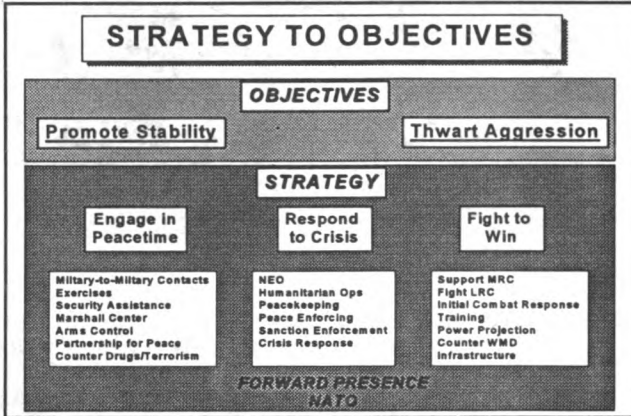 STRATEGY TO OBJECTIVES
OBJECTIVES
Promote Stability
Thwart Aggression
STRATEGY
Engage in
Peacetime
Military-to-Military Contacts
Exercises
Security Assistance
Marshall Center
Arms Control
Partnership for Peace
Counter Drugs/Terrorism
Respond
to Crisis
NEO
Humanitarian Ops
Peacekeeping
Peace Enforcing
Sanction Enforcement
Crisis Response
Fight to
Win
Support MRC
Fight LRC
Initial Combat Response
Training
Power Projection
Counter WMD
Infrastructure
FORWARD PRESENCE
NATO